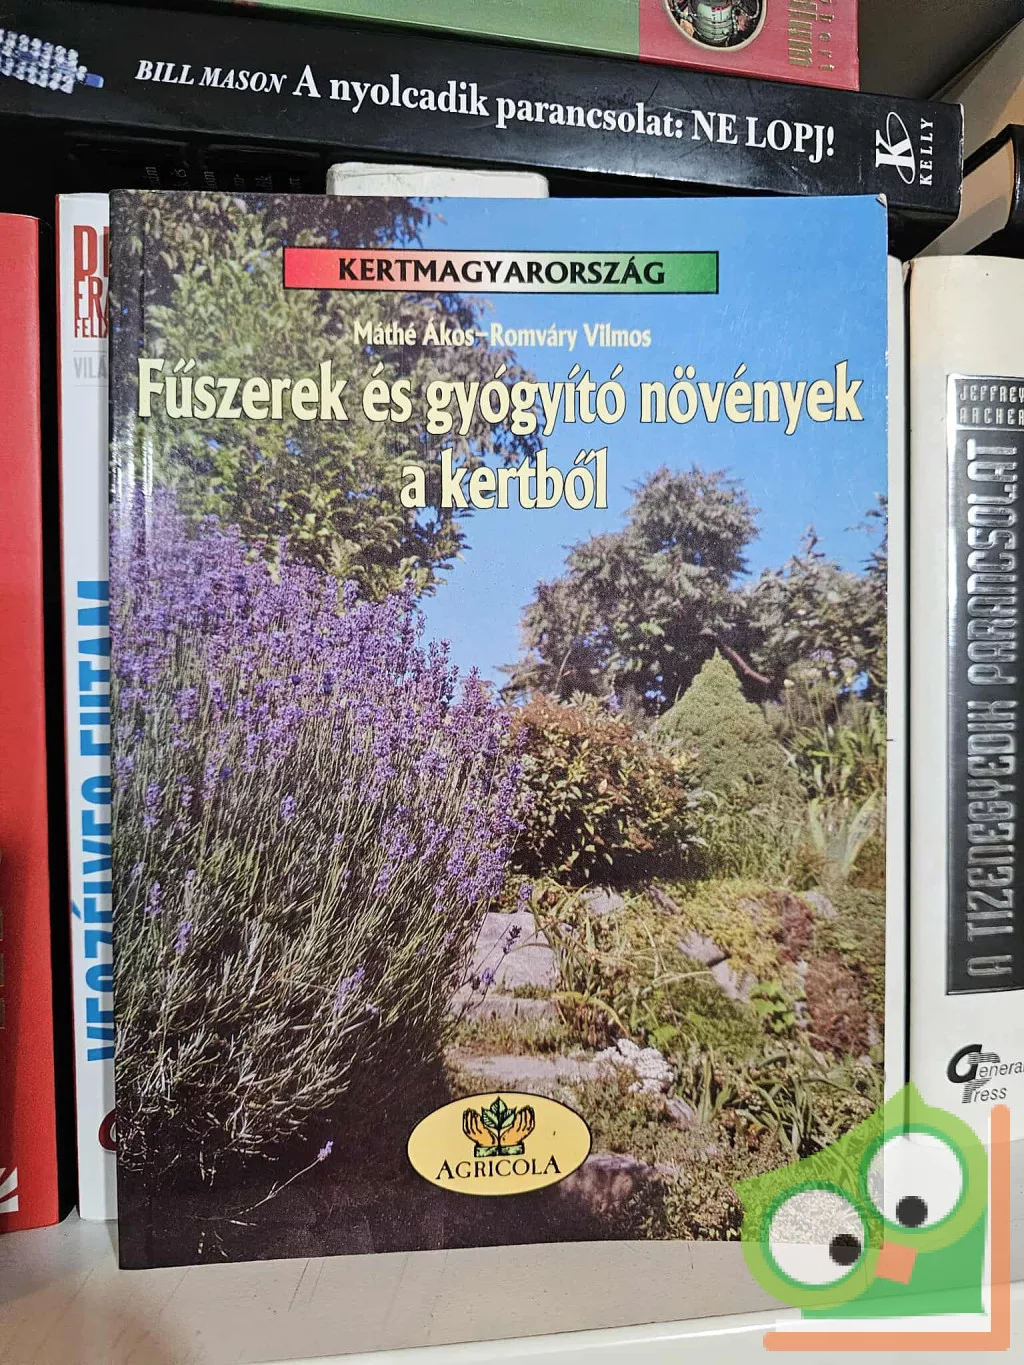 BILL MASON A nyolcadik parancsolat: NE LOPJ!
KELLY
KERTMAGYARORSZÁG
Máthé Ákos–Romváry Vilmos
Fűszerek és gyógyító növények
a kertből
AGRICOLA
VILÁ
JEFFREY
ARCHER
A TIZENEGYEDIK PARANCSOLAT
General
Press